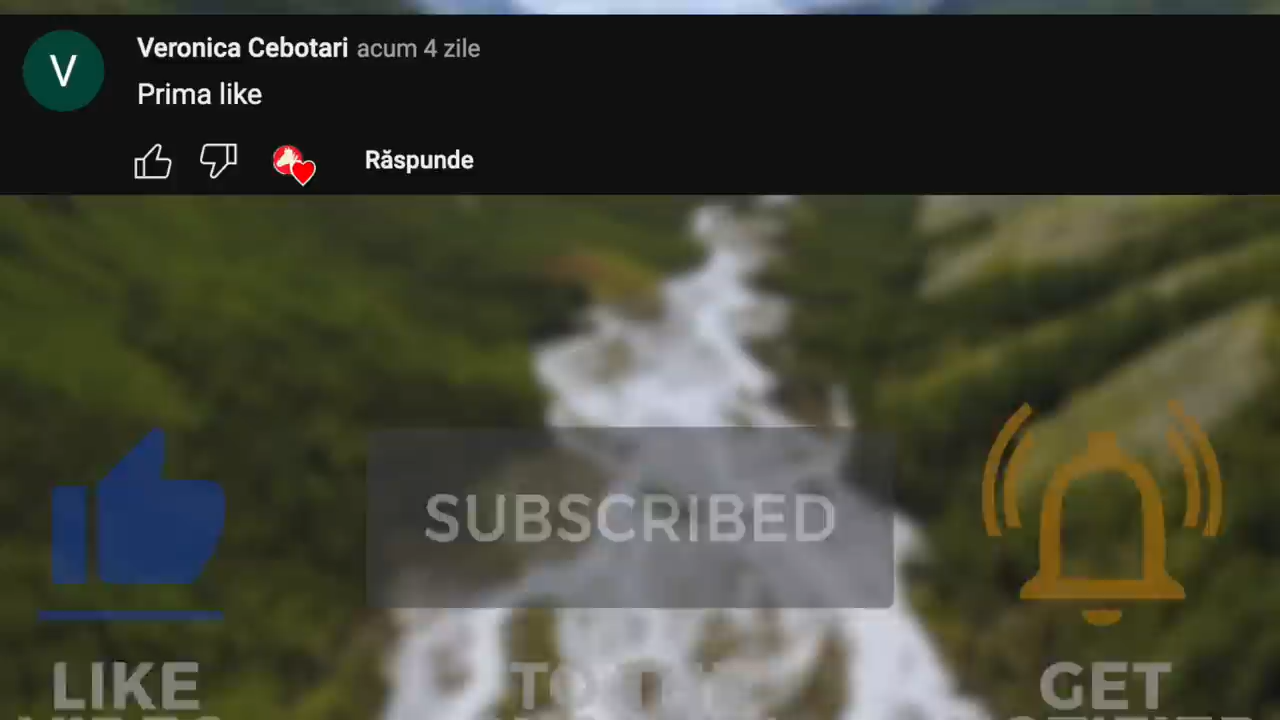 V
Veronica Cebotari acum 4 zile
Prima like
Răspunde
SUBSCRIBED
LIKE
GET